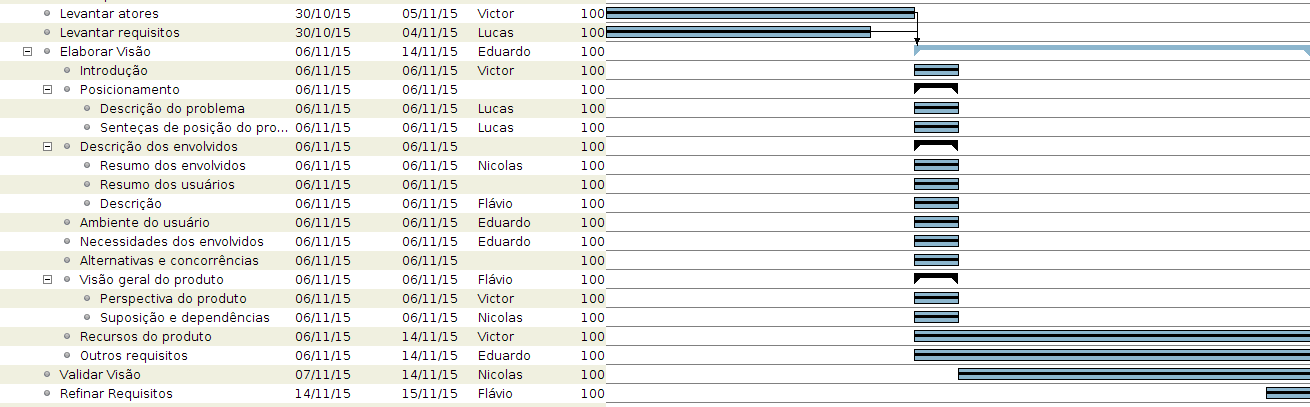 Levantar atores 30/10/15 05/11/15 Victor 100
Levantar requisitos 30/10/15 04/11/15 Lucas 100
Elaborar Visão 06/11/15 14/11/15 Eduardo 100
Introdução 06/11/15 06/11/15 Victor 100
Posicionamento 06/11/15 06/11/15 100
Descrição do problema 06/11/15 06/11/15 Lucas 100
Senteças de posição do pro... 06/11/15 06/11/15 Lucas 100
Descrição dos envolvidos 06/11/15 06/11/15 100
Resumo dos envolvidos 06/11/15 06/11/15 Nicolas 100
Resumo dos usuários 06/11/15 06/11/15 100
Descrição 06/11/15 06/11/15 Flávio 100
Ambiente do usuário 06/11/15 06/11/15 Eduardo 100
Necessidades dos envolvidos 06/11/15 06/11/15 Eduardo 100
Alternativas e concorrências 06/11/15 06/11/15 100
Visão geral do produto 06/11/15 06/11/15 Flávio 100
Perspectiva do produto 06/11/15 06/11/15 Victor 100
Suposição e dependências 06/11/15 06/11/15 Nicolas 100
Recursos do produto 06/11/15 14/11/15 Victor 100
Outros requisitos 06/11/15 14/11/15 Eduardo 100
Validar Visão 07/11/15 14/11/15 Nicolas 100
Refinar Requisitos 14/11/15 15/11/15 Flávio 100